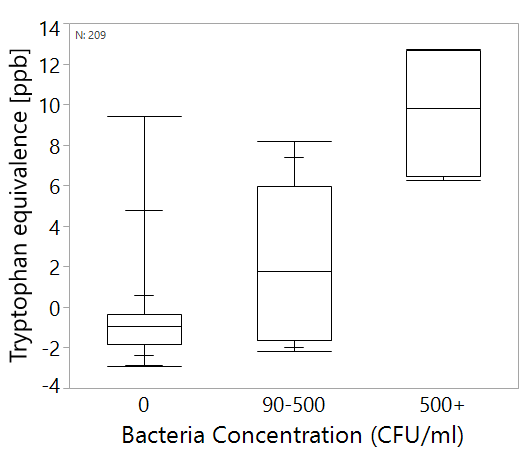 N: 209
Tryptophan equivalence [ppb]
14
12
10
8
6
4
2
0
-2
-4
0 90-500 500+
Bacteria Concentration (CFU/ml)